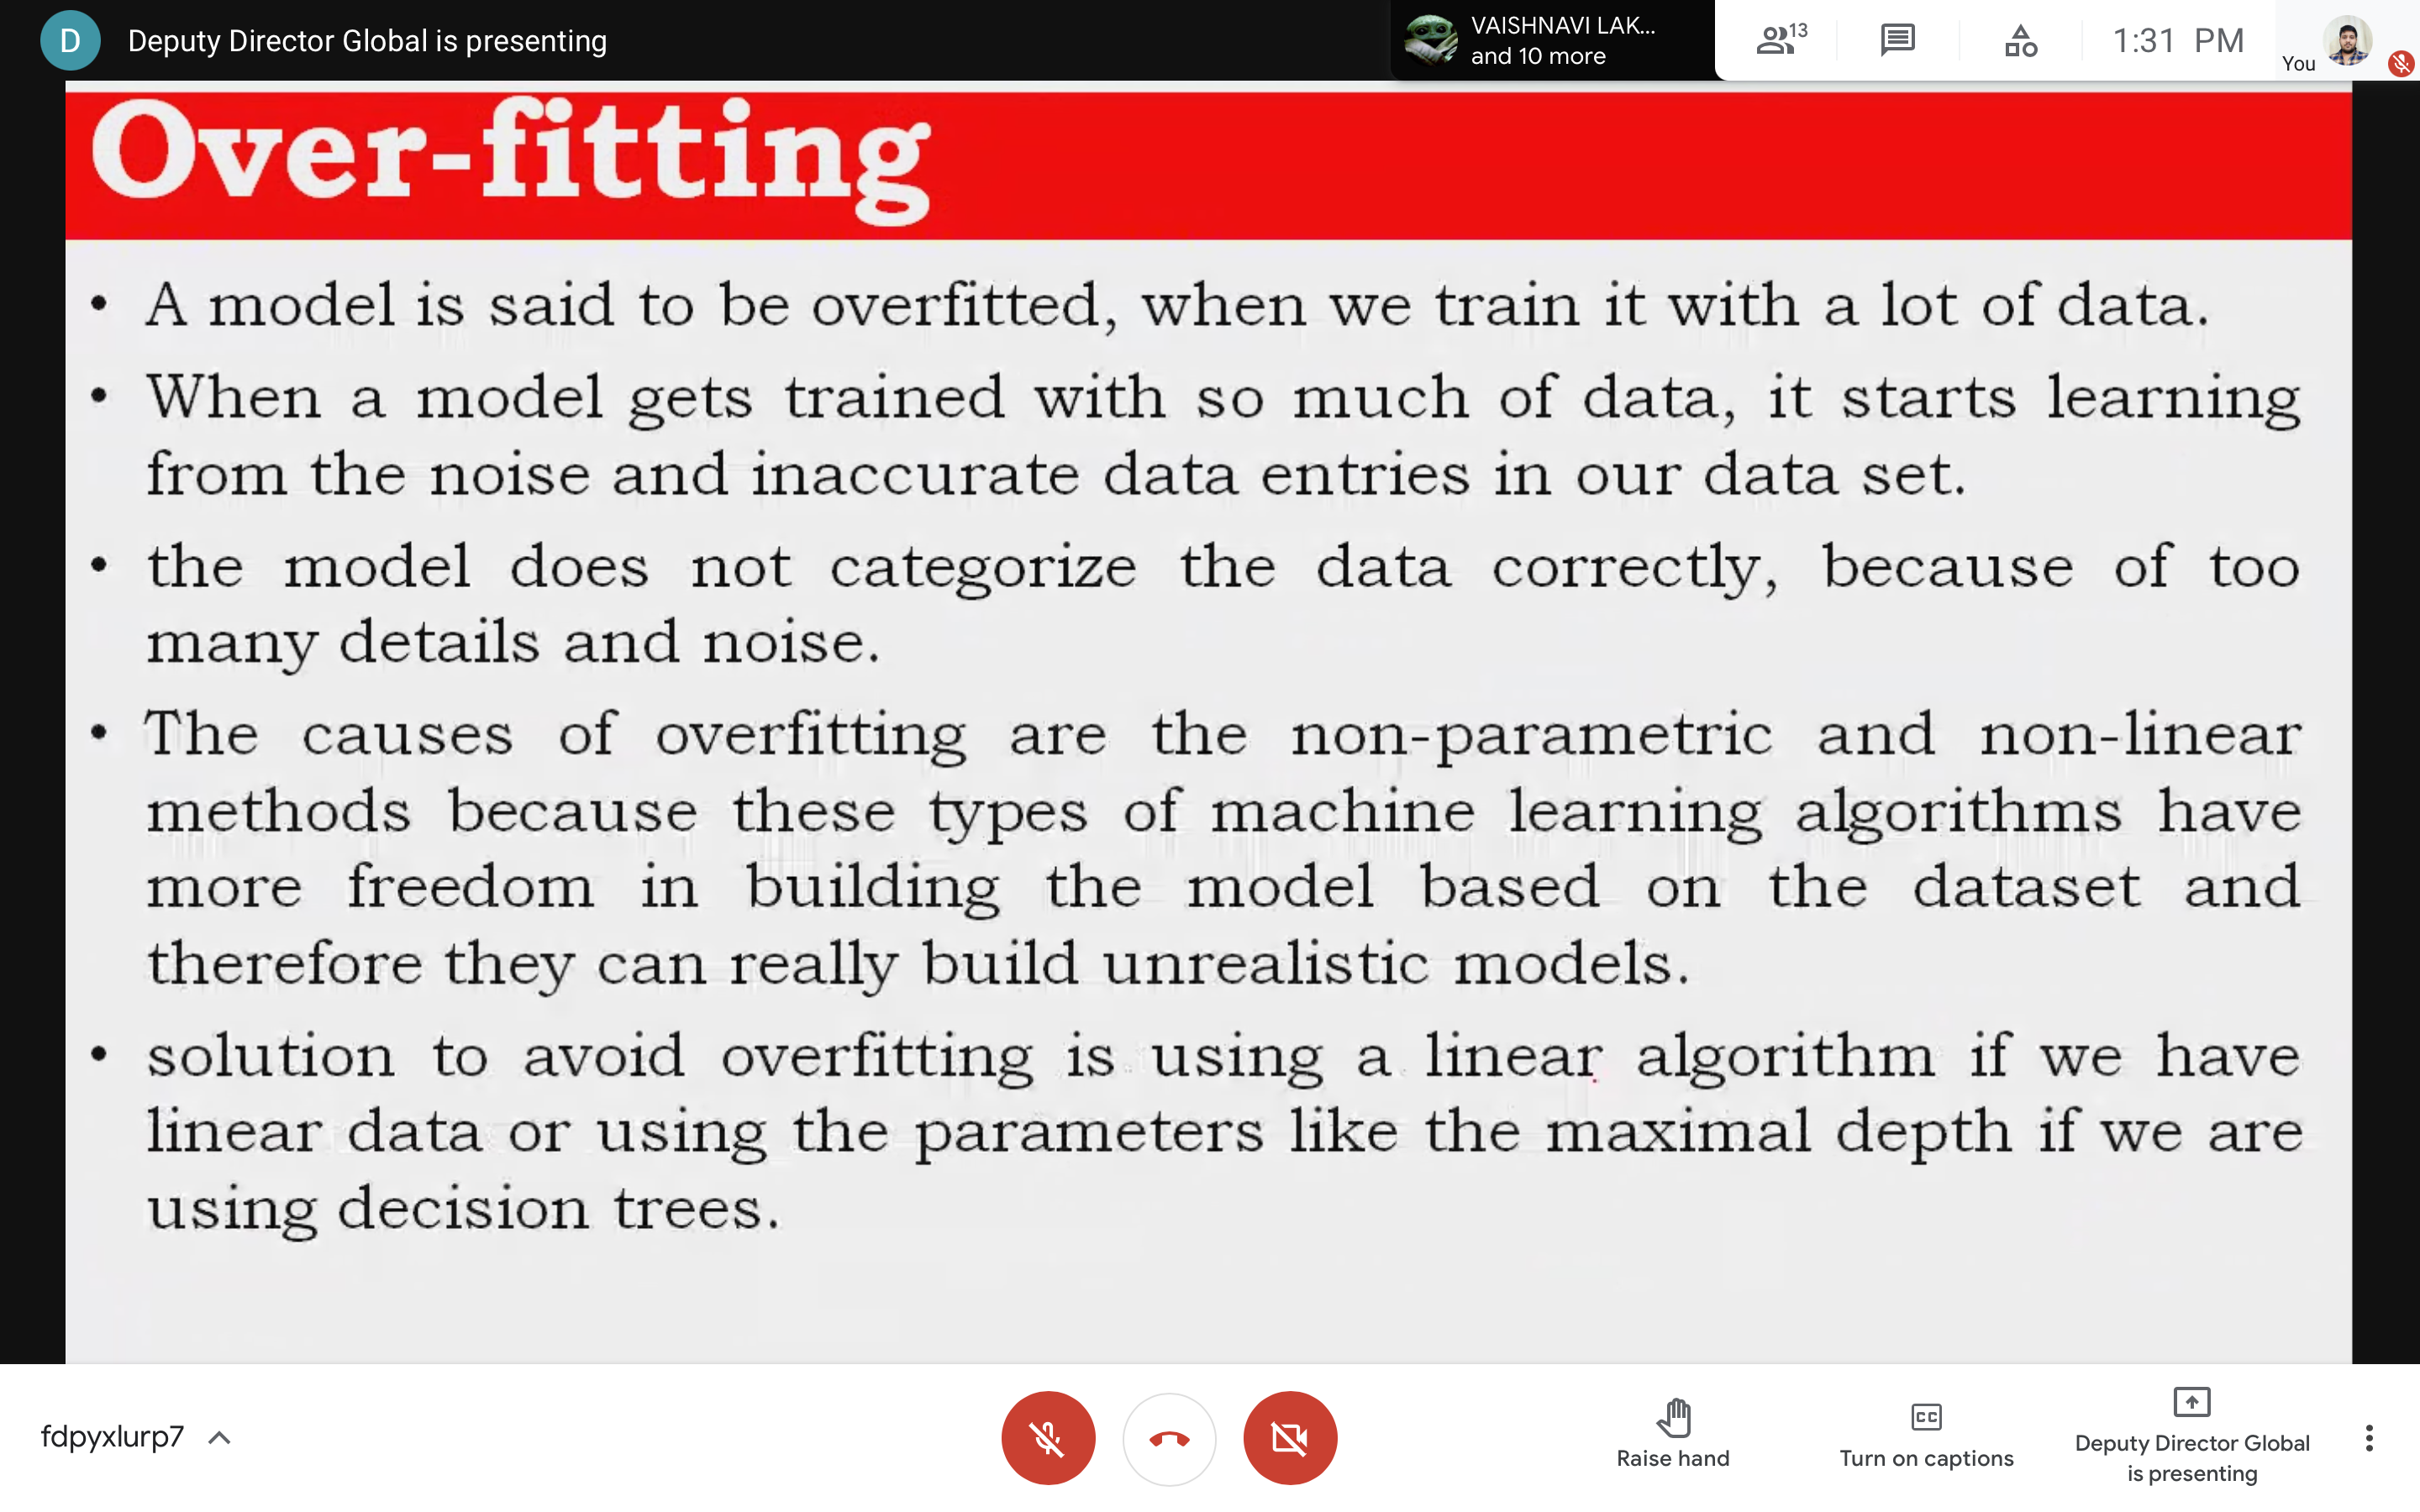 D
Deputy Director Global is presenting
VAISHNAVI LAK...
and 10 more
13
1:31 PM
You
Over-fitting
• A model is said to be overfitted, when we train it with a lot of data.
• When a model gets trained with so much of data, it starts learning
from the noise and inaccurate data entries in our data set.
• the model does not categorize the data correctly, because of too
many details and noise.
• The causes of overfitting are the non-parametric and non-linear
methods because these types of machine learning algorithms have
more freedom in building the model based on the dataset and
therefore they can really build unrealistic models.
• solution to avoid overfitting is using a linear algorithm if we have
linear data or using the parameters like the maximal depth if we are
using decision trees.
fdpyxlurp7
Raise hand
CC
Turn on captions
Deputy Director Global
is presenting